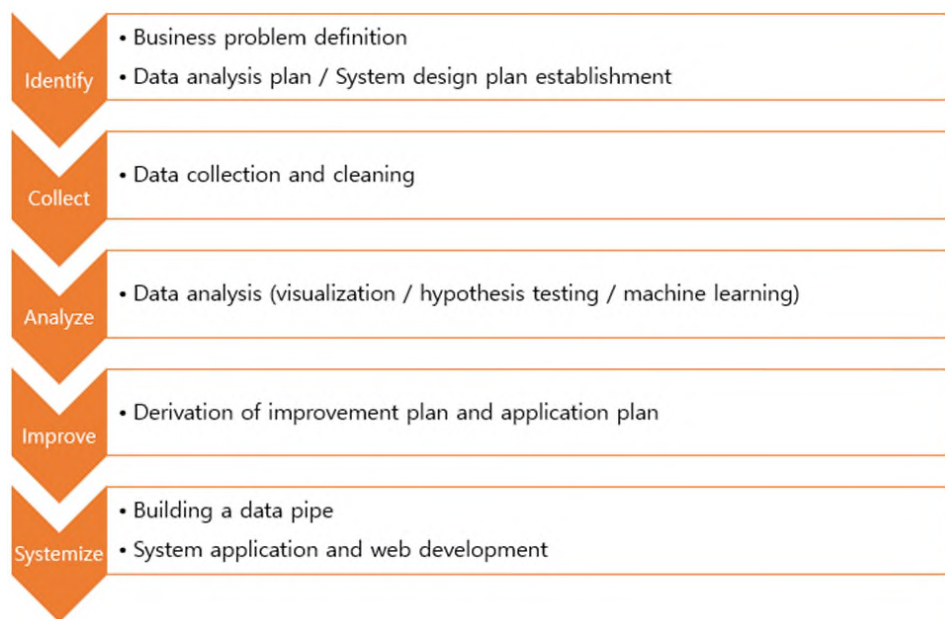 Identify
• Business problem definition
• Data analysis plan / System design plan establishment
Collect
• Data collection and cleaning
Analyze
• Data analysis (visualization / hypothesis testing / machine learning)
Improve
• Derivation of improvement plan and application plan
Systemize
• Building a data pipe
• System application and web development